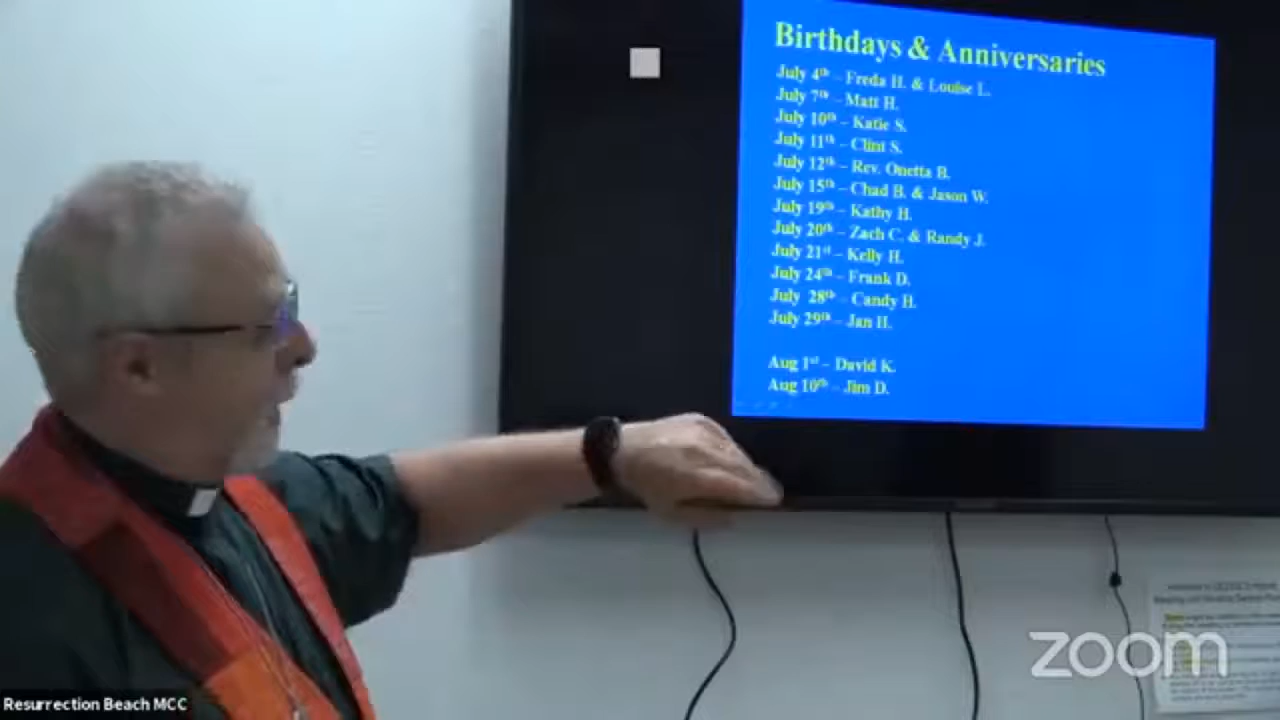 Birthdays & Anniversaries
July 4th – Freda H. & Louise L.
July 7th – Matt H.
July 10th – Katie S.
July 11th – Clint S.
July 12th – Rev. Onetta B.
July 15th – Chad B. & Jason W.
July 19th – Kathy H.
July 20th – Zach C. & Randy J.
July 21st – Kelly H.
July 24th – Frank D.
July 28th – Candy H.
July 29th – Jan H.
Aug 1st – David K.
Aug 10th – Jim D.
zoom
Resurrection Beach MCC